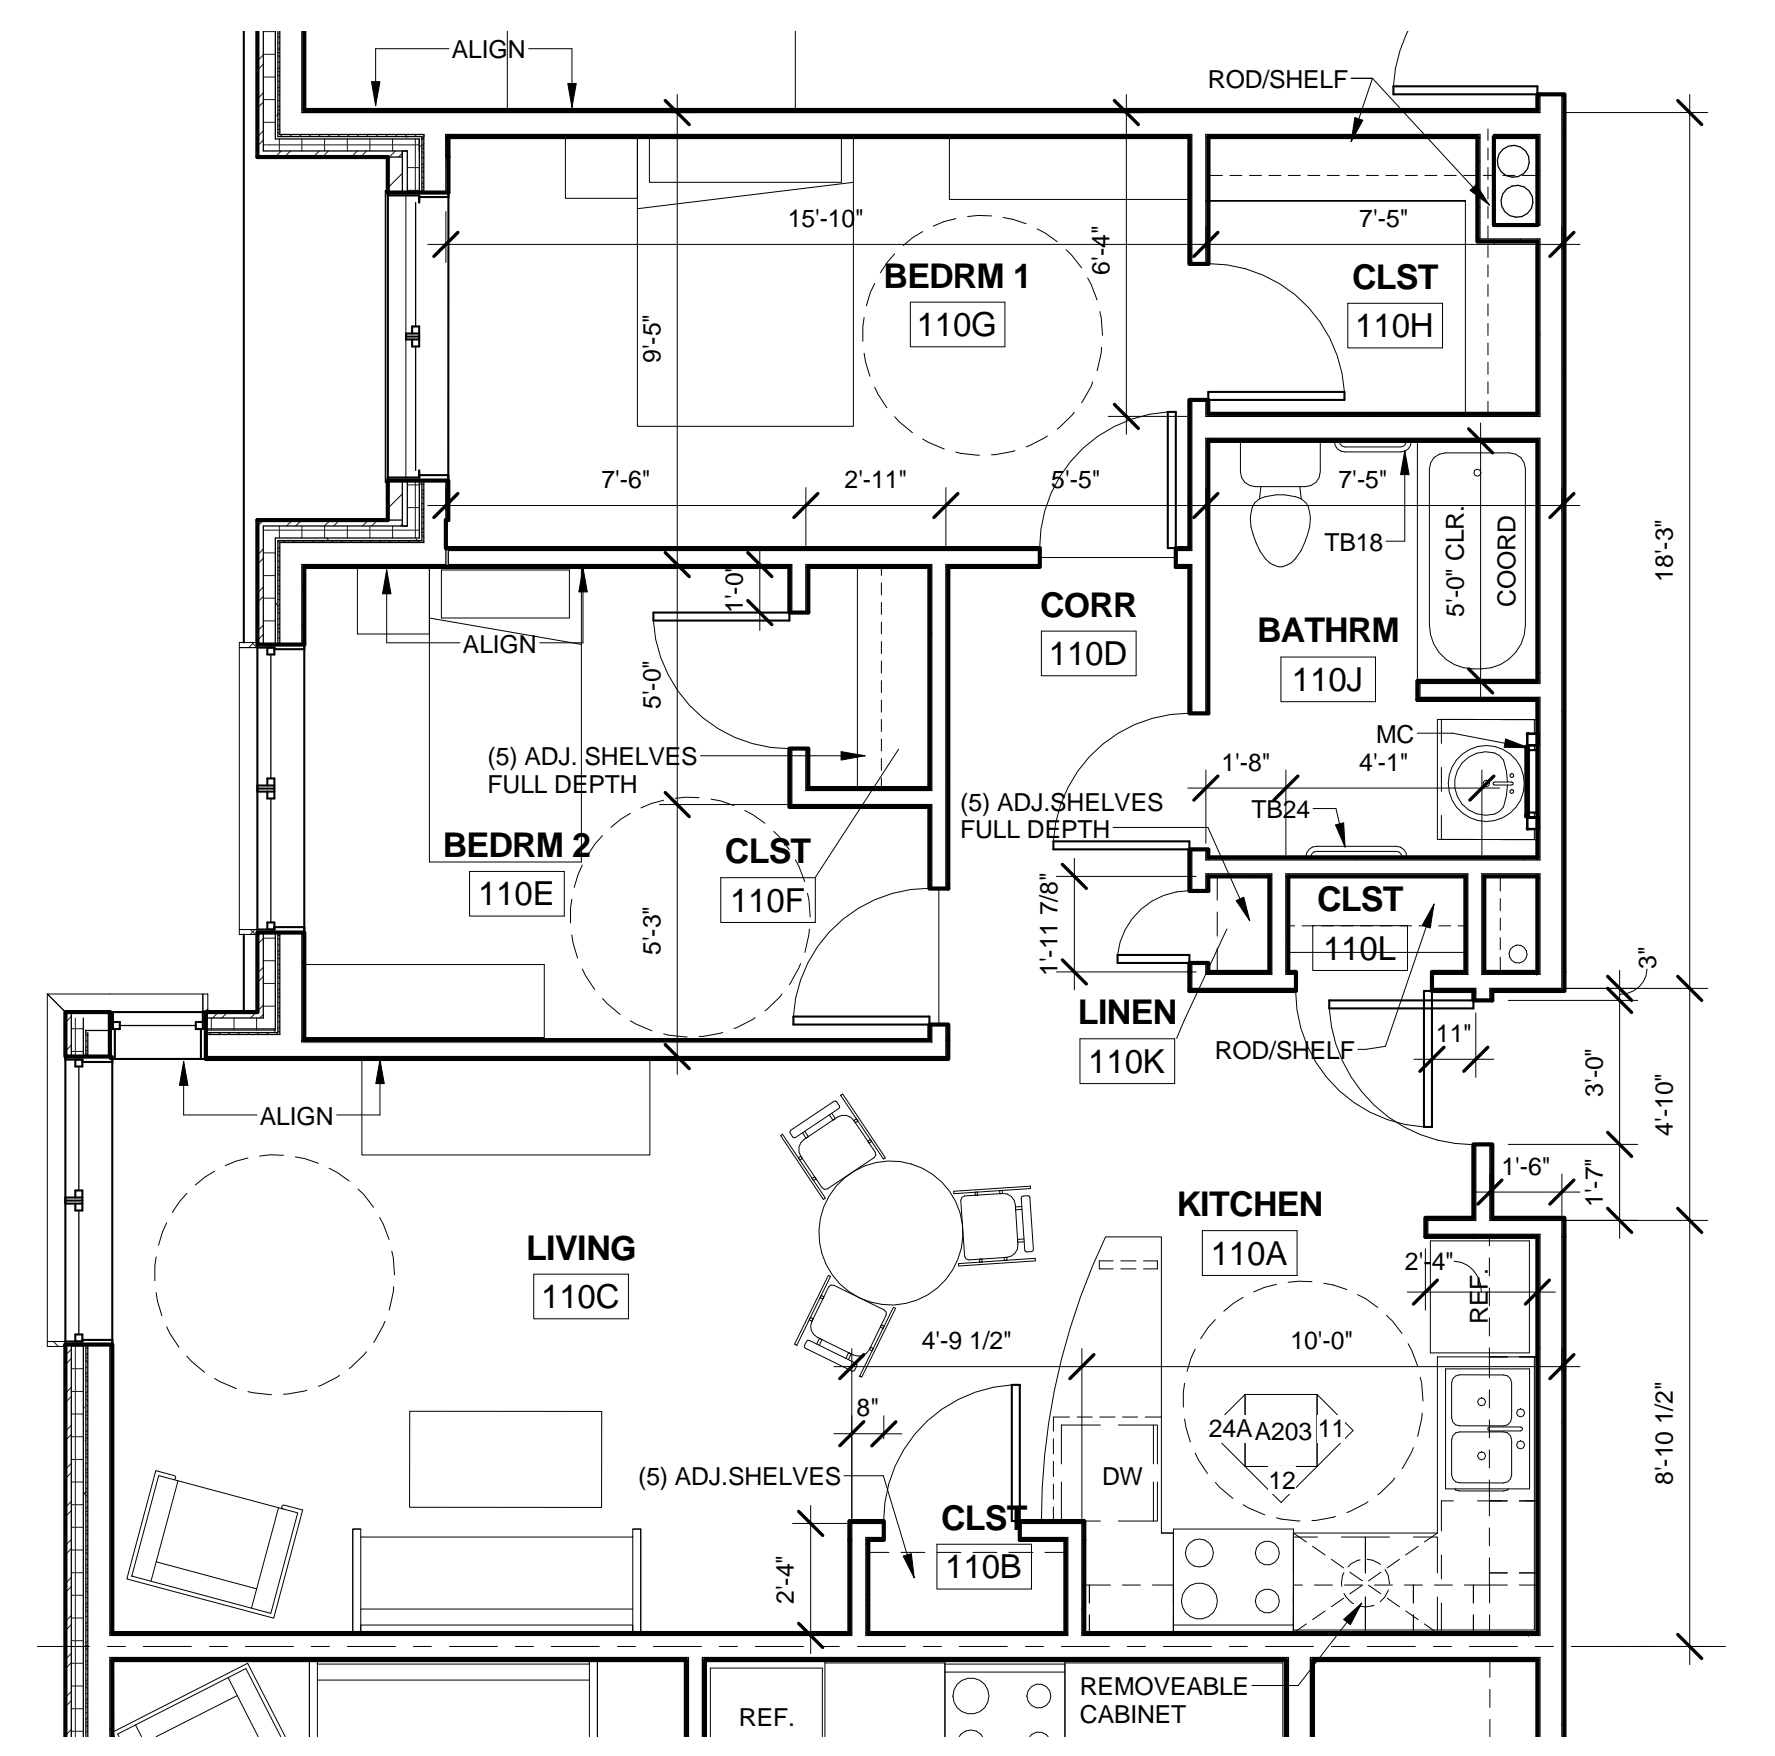 ALIGN
ROD/SHELF
15'-10"
7'-5"
6'-4"
BEDRM 1
110G
CLST
110H
9'-5"
7'-6"
2'-11"
5'-5"
7'-5"
TB18
5'-0" CLR.
COORD
18'-3"
1'-0"
ALIGN
CORR
110D
BATHRM
110J
5'-0"
(5) ADJ. SHELVES
FULL DEPTH
MC
1'-8"
4'-1"
(5) ADJ.SHELVES
FULL DEPTH
TB24
BEDRM 2
110E
CLST
110F
5'-3"
1'-11 7/8"
CLST
110L
3"
LINEN
110K
ROD/SHELF
11"
3'-0"
4'-10"
ALIGN
1'-6"
1'-7"
KITCHEN
110A
LIVING
110C
2'-4"
REF.
4'-9 1/2"
10'-0"
8"
24A
A203
11
12
8'-10 1/2"
(5) ADJ.SHELVES
DW
CLST
110B
2'-4"
REMOVEABLE
CABINET
REF.